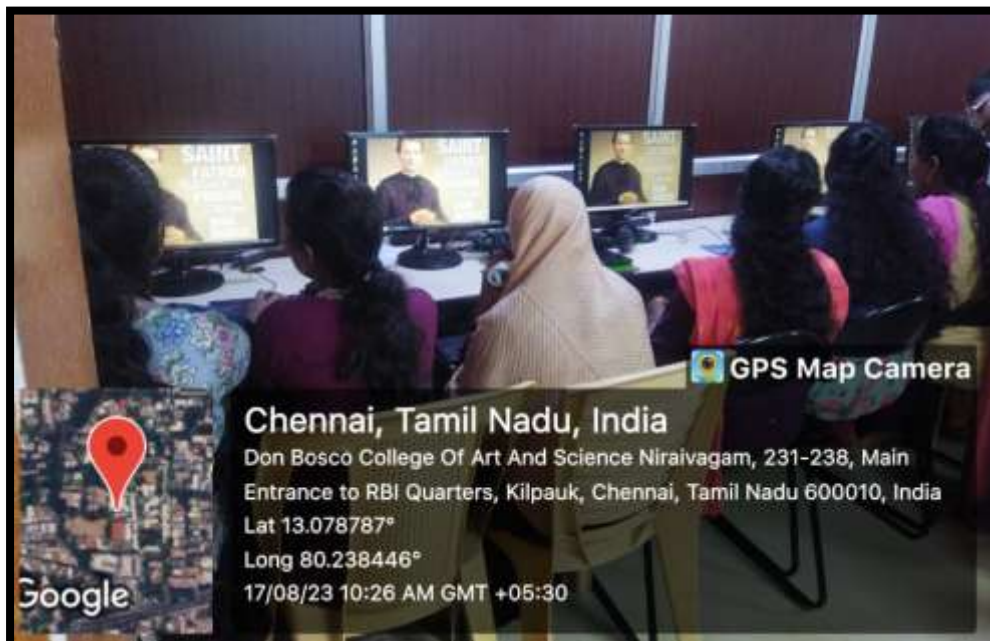 SAINT
FATHER
SAINT
SAINT
GPS Map Camera
Chennai, Tamil Nadu, India
Don Bosco College Of Art And Science Niraivagam, 231-238, Main
Entrance to RBI Quarters, Kilpauk, Chennai, Tamil Nadu 600010, India
Lat 13.078787°
Long 80.238446°
17/08/23 10:26 AM GMT +05:30
Google